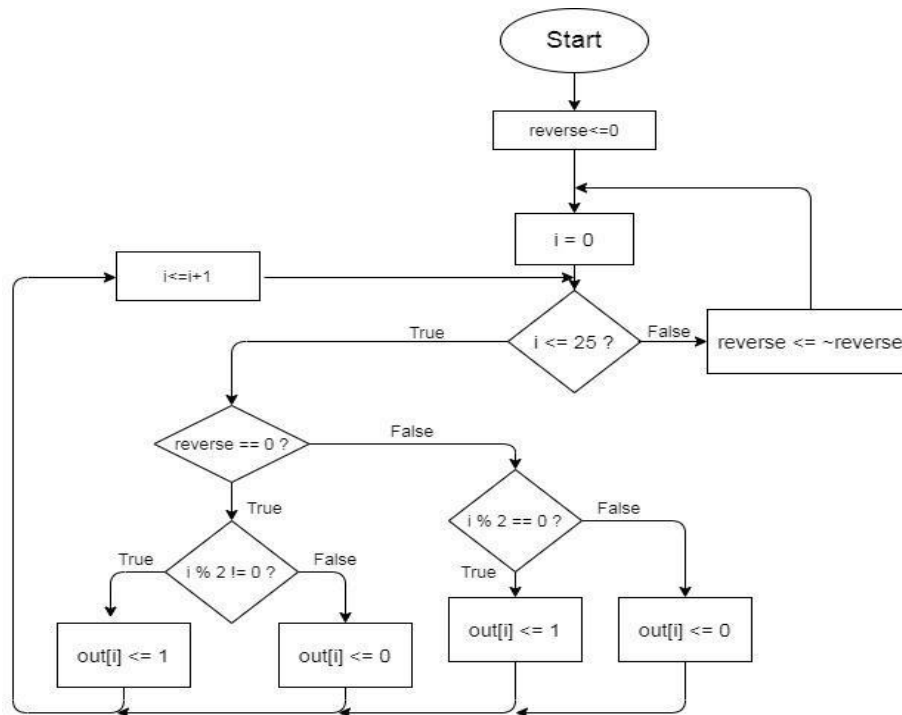 Start
reverse<=0
i = 0
i<=i+1
i <= 25 ?
True
False
reverse <= ~reverse
reverse == 0 ?
False
True
i % 2 == 0 ?
False
True
i % 2 != 0 ?
True
False
out[i] <= 1
out[i] <= 0
out[i] <= 1
out[i] <= 0